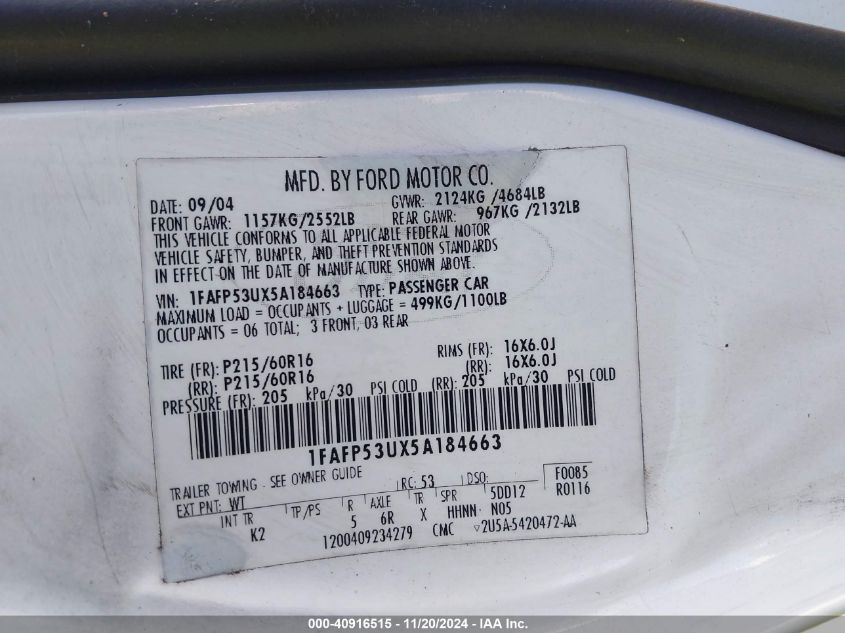 MFD. BY FORD MOTOR CO.
DATE: 09/04 GVWR: 2124KG /4684LB
FRONT GAWR: 1157KG/2552LB REAR GAWR: 967KG /2132LB
THIS VEHICLE CONFORMS TO ALL APPLICABLE FEDERAL MOTOR
VEHICLE SAFETY, BUMPER, AND THEFT PREVENTION STANDARDS
IN EFFECT ON THE DATE OF MANUFACTURE SHOWN ABOVE.
VIN: 1FAFP53UX5A184663 TYPE: PASSENGER CAR
MAXIMUM LOAD = OCCUPANTS + LUGGAGE = 499KG/1100LB
OCCUPANTS = 06 TOTAL; 3 FRONT, 03 REAR
TIRE (FR): P215/60R16 RIMS (FR): 16X6.0J
(RR): P215/60R16 (RR): 16X6.0J
PRESSURE (FR): 205 kPa/30 PSI COLD (RR): 205 kPa/30 PSI COLD
1FAFP53UX5A184663
TRAILER TOWING - SEE OWNER GUIDE
EXT PNT: WT RC: 53 DSO: F0085
INT TR TP/PS R AXLE TR SPR 5DD12 R0116
K2 5 6R X HHNN N05
1200409234279 CMC 2U5A-5420472-AA
000-40916515 - 11/20/2024 - IAA Inc.